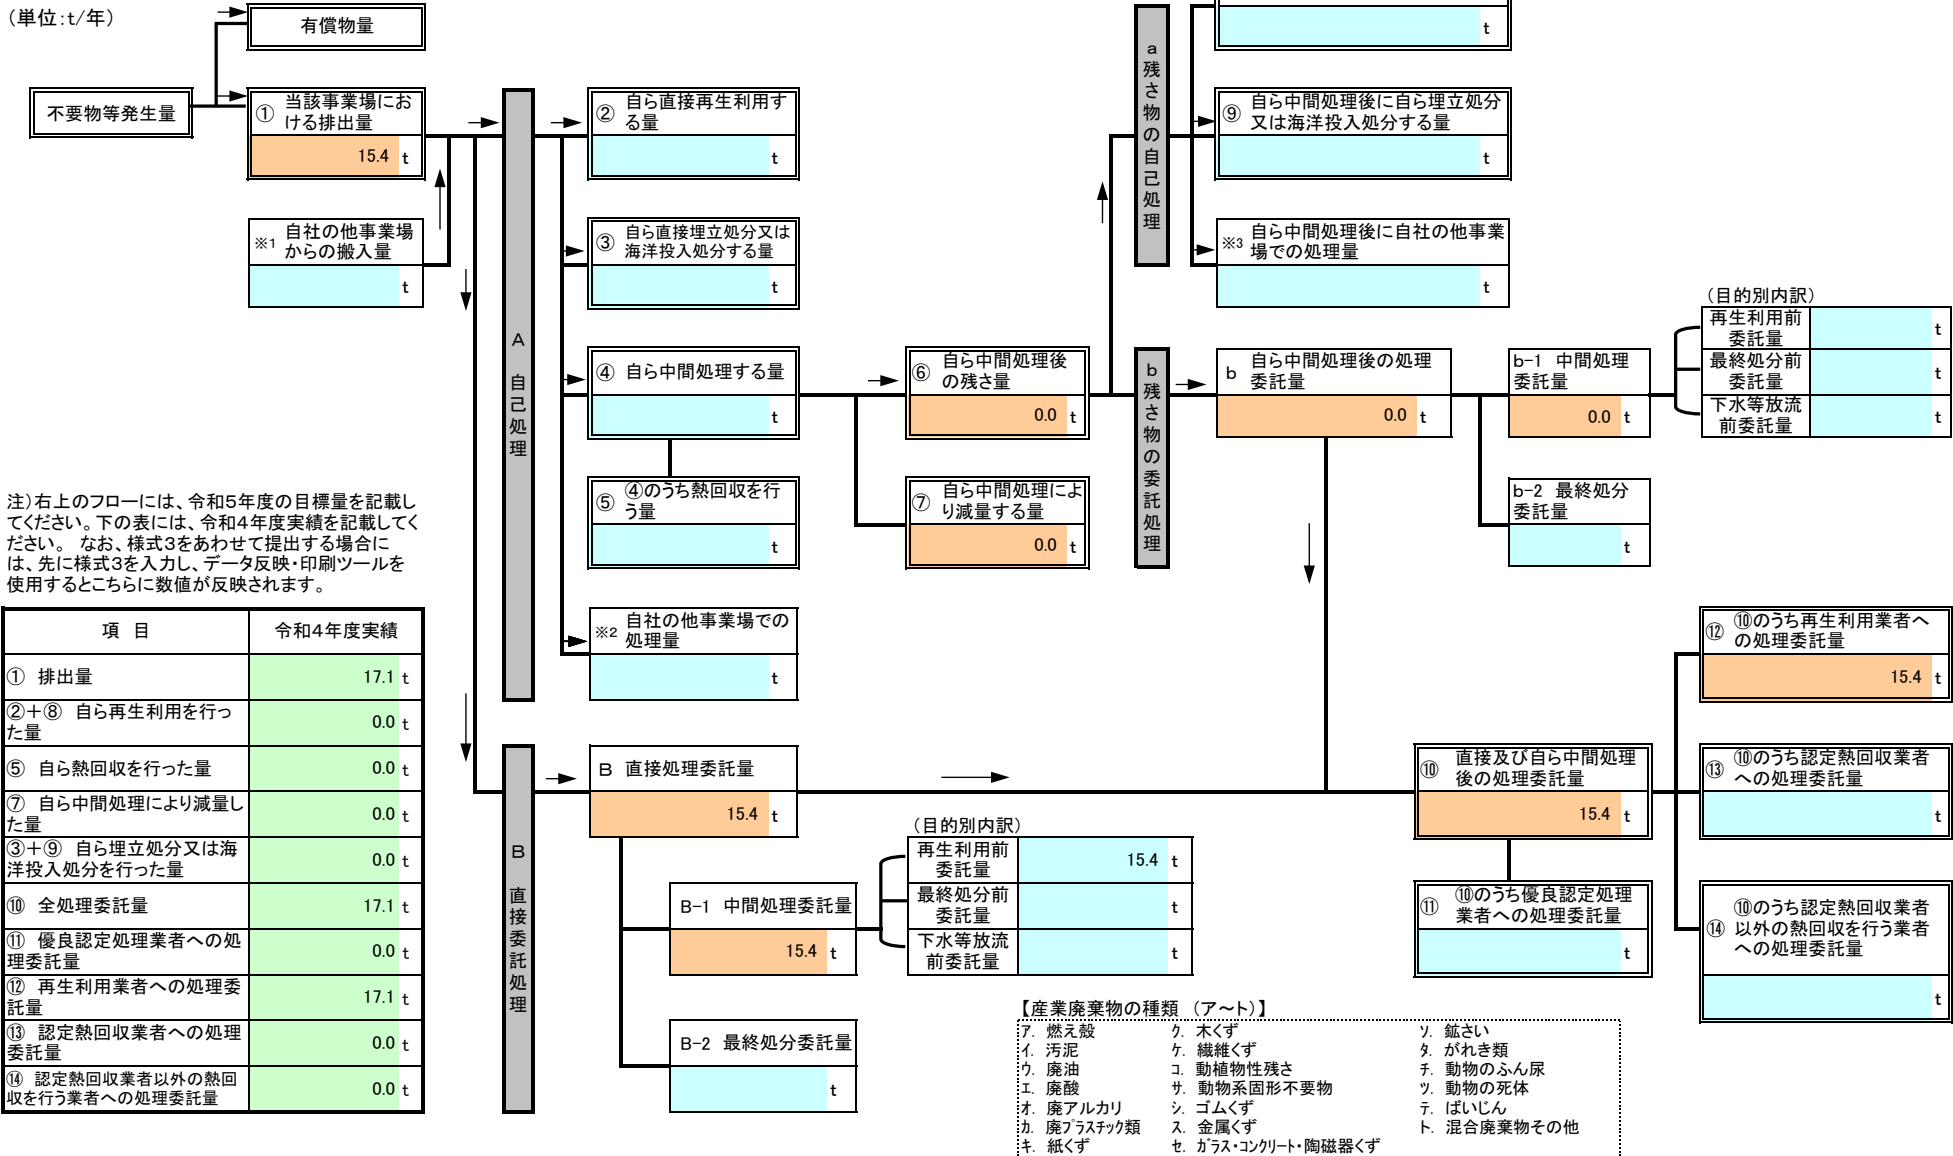 （単位:t/年）
有償物量
不要物等発生量
① 当該事業場にお
ける排出量
15.4 t
※1 自社の他事業場
からの搬入量
t
A 自己処理
② 自ら直接再生利用す
る量
t
③ 自ら直接埋立処分又は
海洋投入処分する量
t
④ 自ら中間処理する量
t
⑤ ④のうち熱回収を行
う量
t
※2 自社の他事業場での
処理量
t
⑥ 自ら中間処理後
の残さ量
0.0 t
⑦ 自ら中間処理によ
り減量する量
0.0 t
a 残さ物の自己処理
t
⑨ 自ら中間処理後に自ら埋立処分
又は海洋投入処分する量
t
※3 自ら中間処理後に自社の他事業
場での処理量
t
b 残さ物の委託処理
b 自ら中間処理後の処理
委託量
0.0 t
b-1 中間処理
委託量
0.0 t
b-2 最終処分
委託量
t
（目的別内訳）
再生利用前
委託量
t
最終処分前
委託量
t
下水等放流
前委託量
t
注）右上のフローには、令和5年度の目標量を記載し
てください。下の表には、令和4年度実績を記載してく
ださい。 なお、様式3をあわせて提出する場合に
は、先に様式3を入力し、データ反映・印刷ツールを
使用するとこちらに数値が反映されます。
項 目 令和4年度実績
① 排出量 17.1 t
②＋⑧ 自ら再生利用を行っ
た量 0.0 t
⑤ 自ら熱回収を行った量 0.0 t
⑦ 自ら中間処理により減量し
た量 0.0 t
③＋⑨ 自ら埋立処分又は海
洋投入処分を行った量 0.0 t
⑩ 全処理委託量 17.1 t
⑪ 優良認定処理業者への処
理委託量 0.0 t
⑫ 再生利用業者への処理委
託量 17.1 t
⑬ 認定熱回収業者への処理
委託量 0.0 t
⑭ 認定熱回収業者以外の熱回
収を行う業者への処理委託量 0.0 t
B 直接委託処理
B 直接処理委託量
15.4 t
B-1 中間処理委託量
15.4 t
B-2 最終処分委託量
t
（目的別内訳）
再生利用前
委託量
15.4 t
最終処分前
委託量
t
下水等放流
前委託量
t
⑩ 直接及び自ら中間処理
後の処理委託量
15.4 t
⑪ ⑩のうち優良認定処理
業者への処理委託量
t
⑫ ⑩のうち再生利用業者へ
の処理委託量
15.4 t
⑬ ⑩のうち認定熱回収業者
への処理委託量
t
⑭ ⑩のうち認定熱回収業者
以外の熱回収を行う業者
への処理委託量
t
【産業廃棄物の種類 （ア～ト）】
ア. 燃え殻 ク. 木くず ソ. 鉱さい
イ. 汚泥 ケ. 繊維くず タ. がれき類
ウ. 廃油 コ. 動植物性残さ チ. 動物のふん尿
エ. 廃酸 サ. 動物系固形不要物 ツ. 動物の死体
オ. 廃アルカリ シ. ゴムくず テ. ばいじん
カ. 廃プラスチック類 ス. 金属くず ト. 混合廃棄物その他
キ. 紙くず セ. ガラス・コンクリート・陶磁器くず